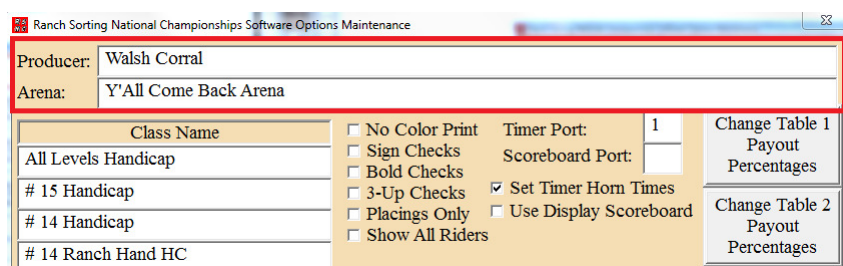 Ranch Sorting National Championships Software Options Maintenance
Producer: Walsh Corral
Arena: Y'All Come Back Arena
Class Name
All Levels Handicap
# 15 Handicap
# 14 Handicap
# 14 Ranch Hand HC
No Color Print
Sign Checks
Bold Checks
3-Up Checks
Placings Only
Show All Riders
Timer Port: 1
Scoreboard Port:
Set Timer Horn Times
Use Display Scoreboard
Change Table 1
Payout
Percentages
Change Table 2
Payout
Percentages